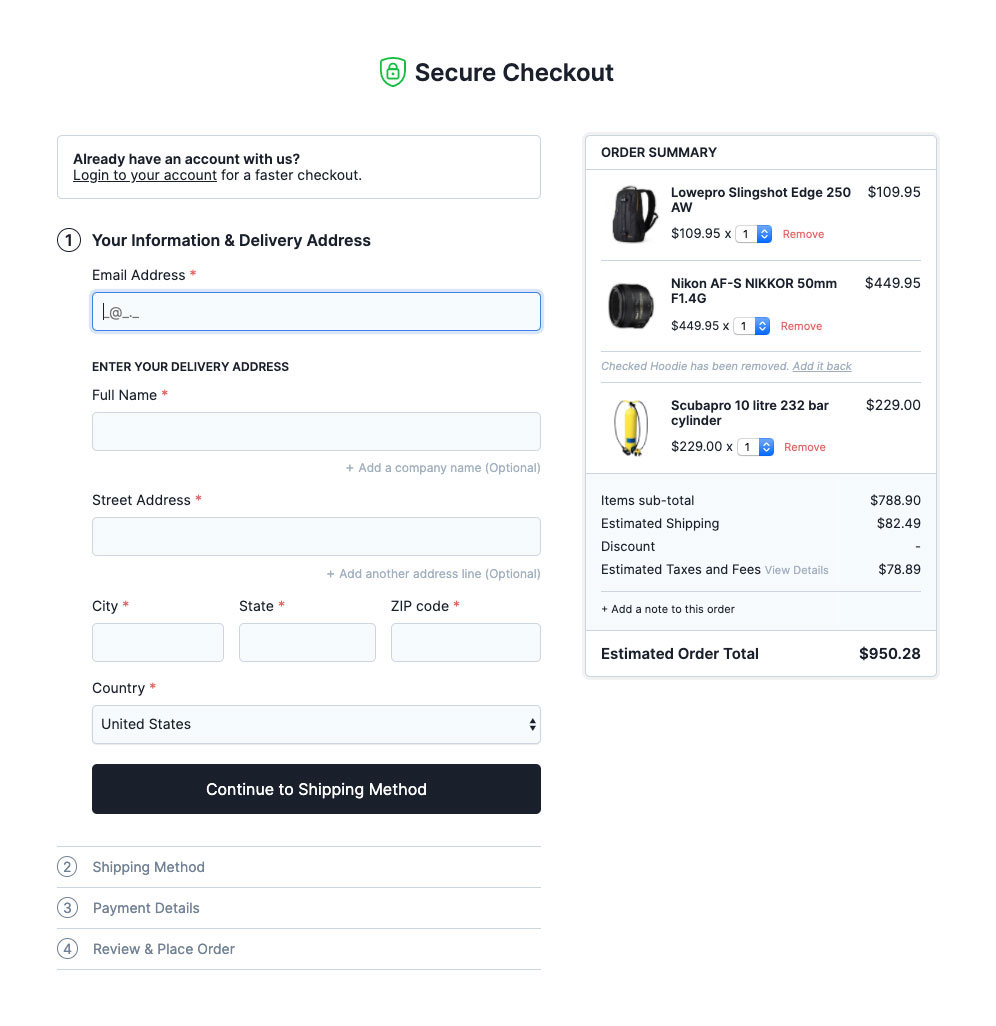 Secure Checkout
Already have an account with us?
Login to your account for a faster checkout.
1 Your Information & Delivery Address
Email Address *
_@_._
ENTER YOUR DELIVERY ADDRESS
Full Name *
+ Add a company name (Optional)
Street Address *
+ Add another address line (Optional)
City * State * ZIP code *
Country *
United States
Continue to Shipping Method
2 Shipping Method
3 Payment Details
4 Review & Place Order
ORDER SUMMARY
Lowepro Slingshot Edge 250 $109.95
AW
$109.95 x 1 Remove
Nikon AF-S NIKKOR 50mm $449.95
F1.4G
$449.95 x 1 Remove
Checked Hoodie has been removed. Add it back
Scubapro 10 litre 232 bar $229.00
cylinder
$229.00 x 1 Remove
Items sub-total $788.90
Estimated Shipping $82.49
Discount -
Estimated Taxes and Fees View Details $78.89
+ Add a note to this order
Estimated Order Total $950.28